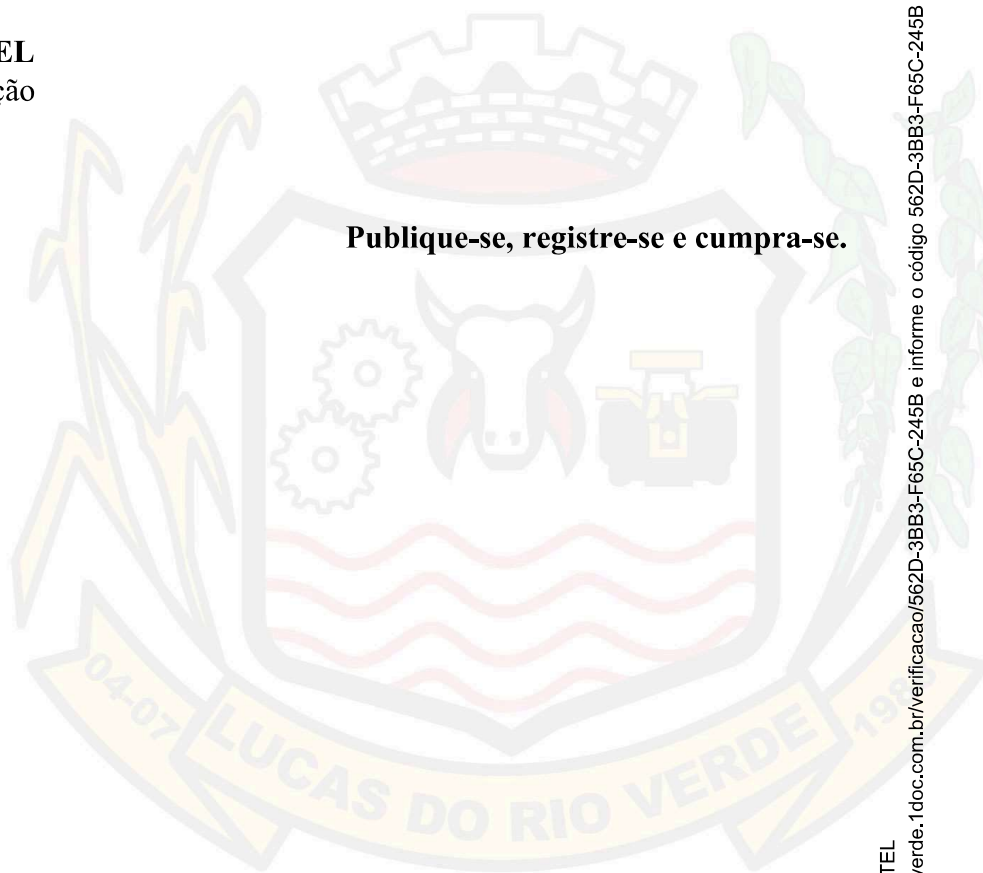 EL
ção
Publique-se, registre-se e cumpra-se.
04-07
LUCAS DO RIO VERDE
TEL
verde.1doc.com.br/verificacao/562D-3BB3-F65C-245B e informe o código 562D-3BB3-F65C-245B